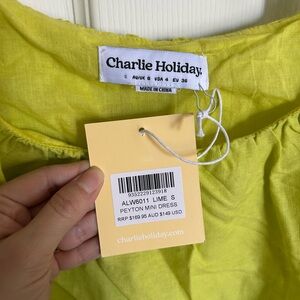 Charlie Holiday.
S AU/UK 8 USA 4 EU 36
MADE IN CHINA
9352229123918
ALW6011 LIME S
PEYTON MINI DRESS
RRP $169.95 AUD $149 USD
charlieholiday.com